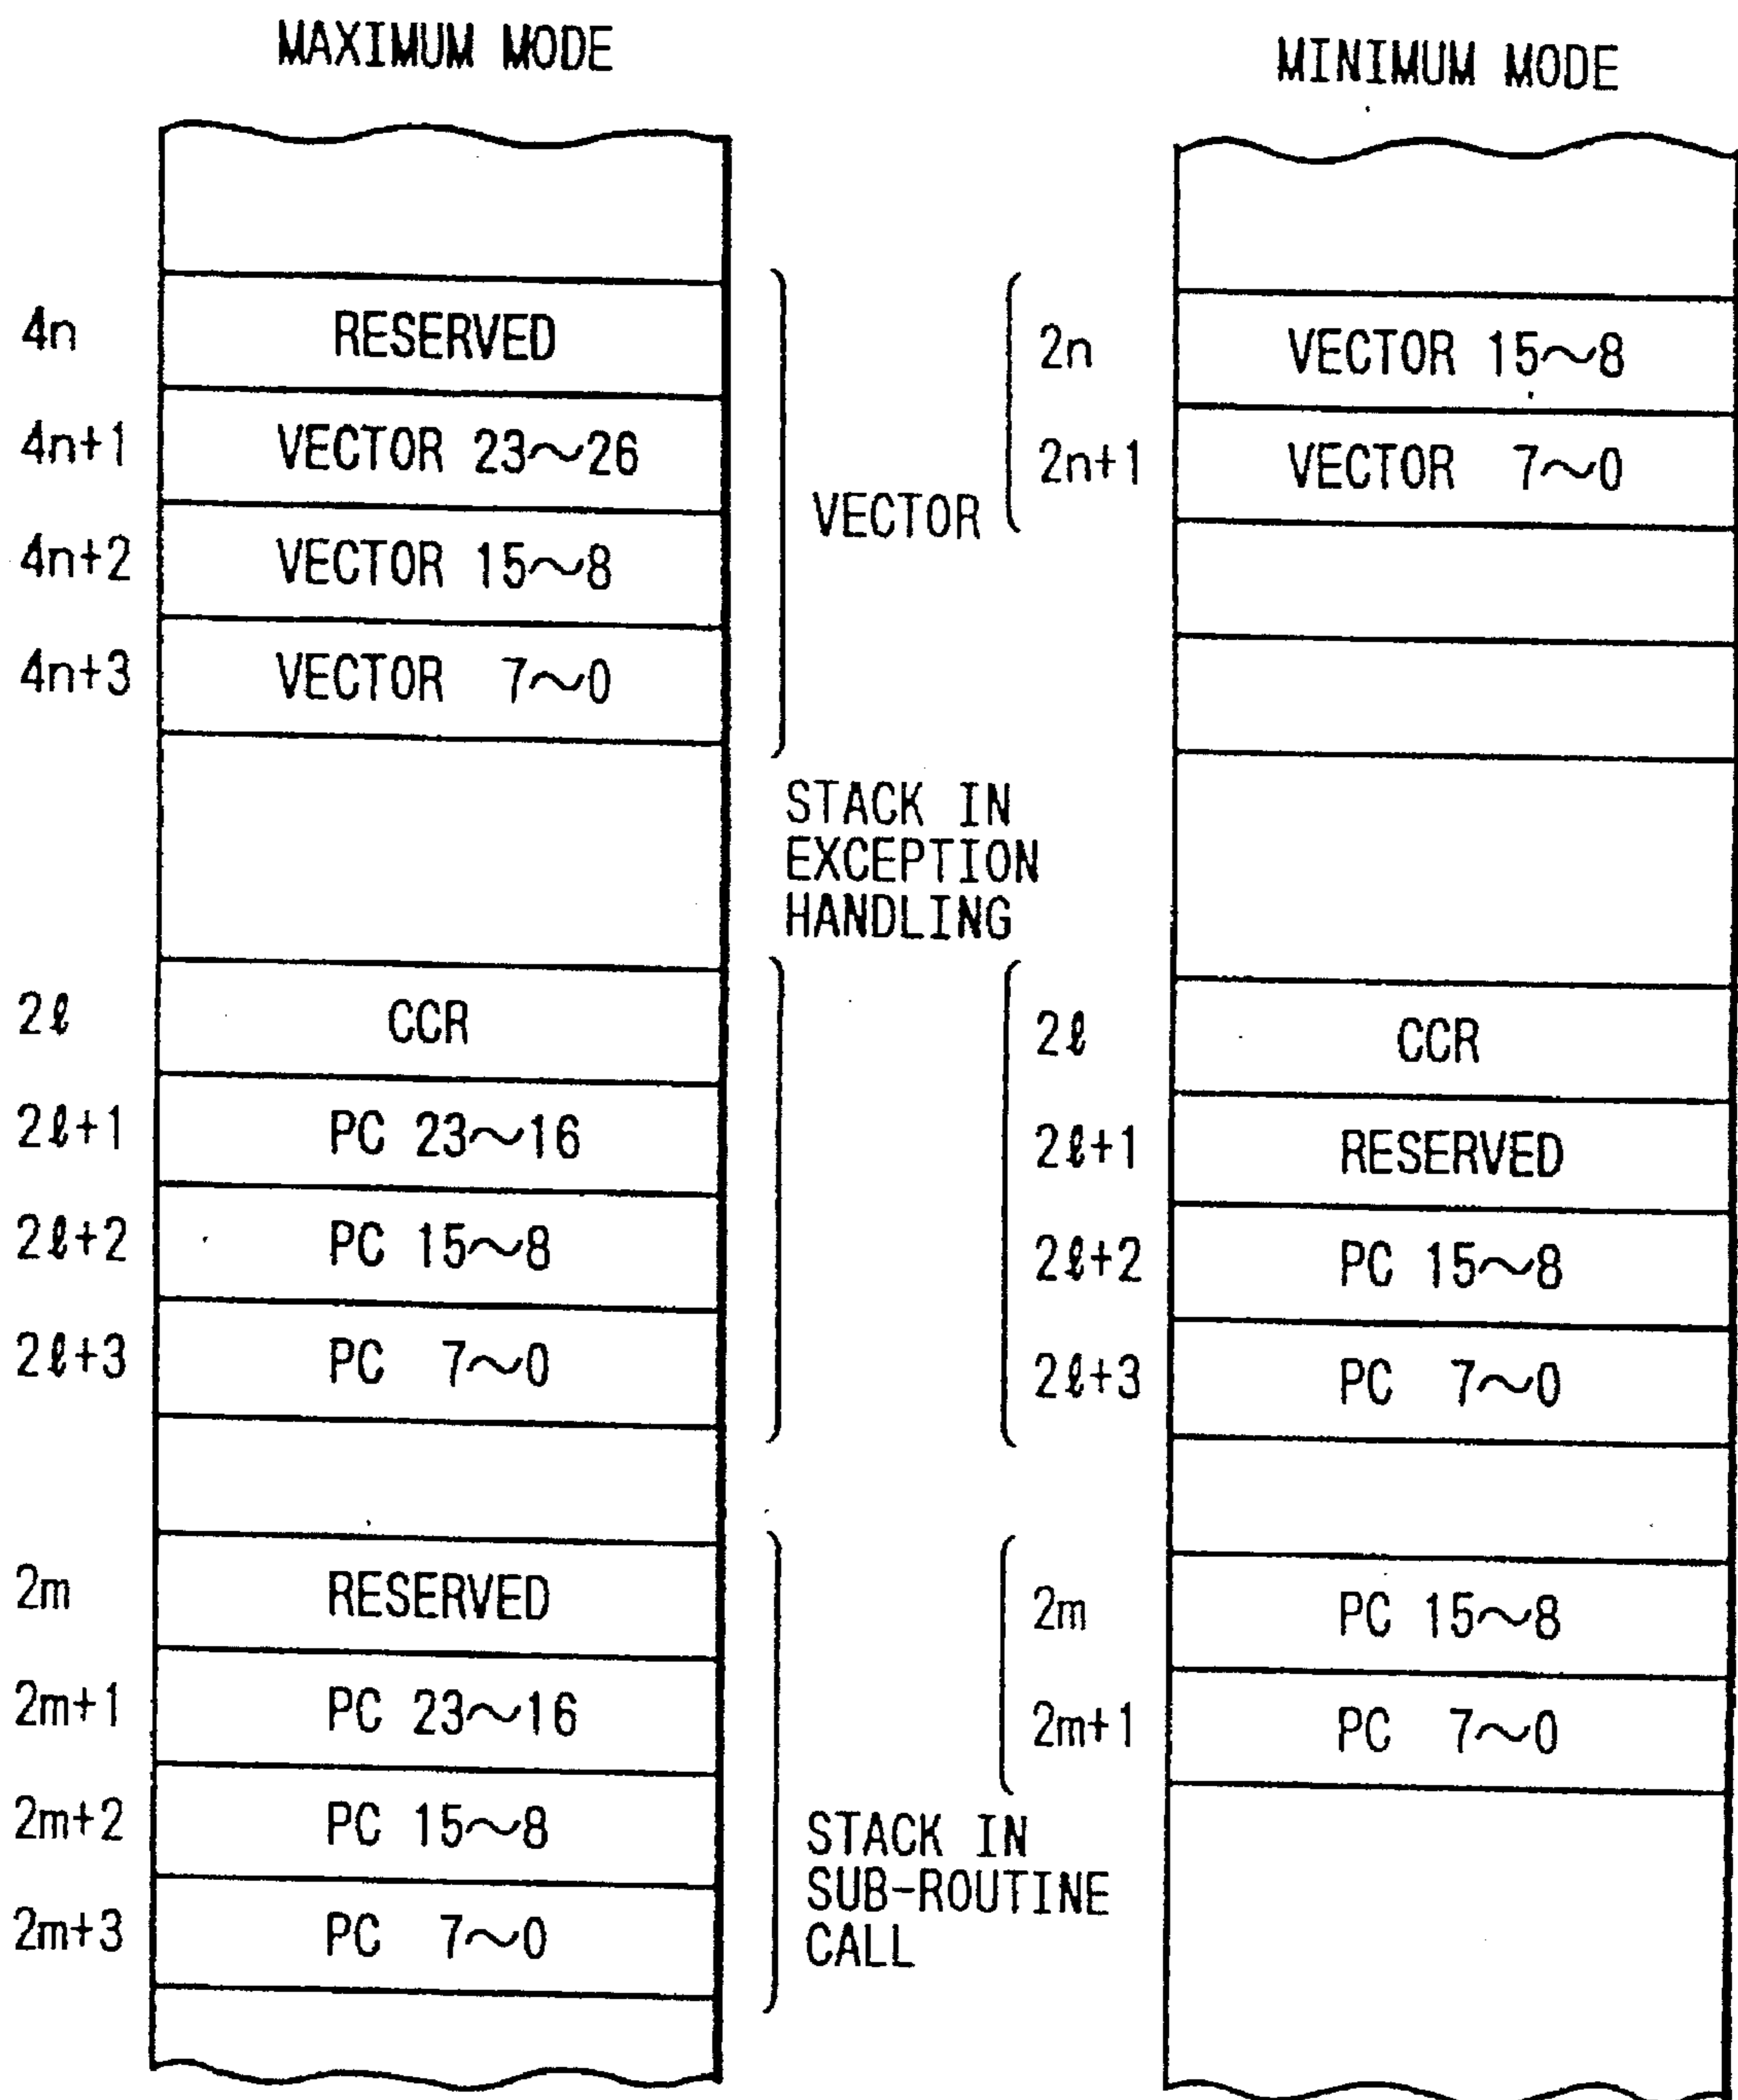 MAXIMUM MODE
4n RESERVED
4n+1 VECTOR 23～26
4n+2 VECTOR 15～8
4n+3 VECTOR 7～0
2ℓ CCR
2ℓ+1 PC 23～16
2ℓ+2 PC 15～8
2ℓ+3 PC 7～0
2m RESERVED
2m+1 PC 23～16
2m+2 PC 15～8
2m+3 PC 7～0
VECTOR
STACK IN
EXCEPTION
HANDLING
STACK IN
SUB-ROUTINE
CALL
MINIMUM MODE
2n VECTOR 15～8
2n+1 VECTOR 7～0
2ℓ CCR
2ℓ+1 RESERVED
2ℓ+2 PC 15～8
2ℓ+3 PC 7～0
2m PC 15～8
2m+1 PC 7～0